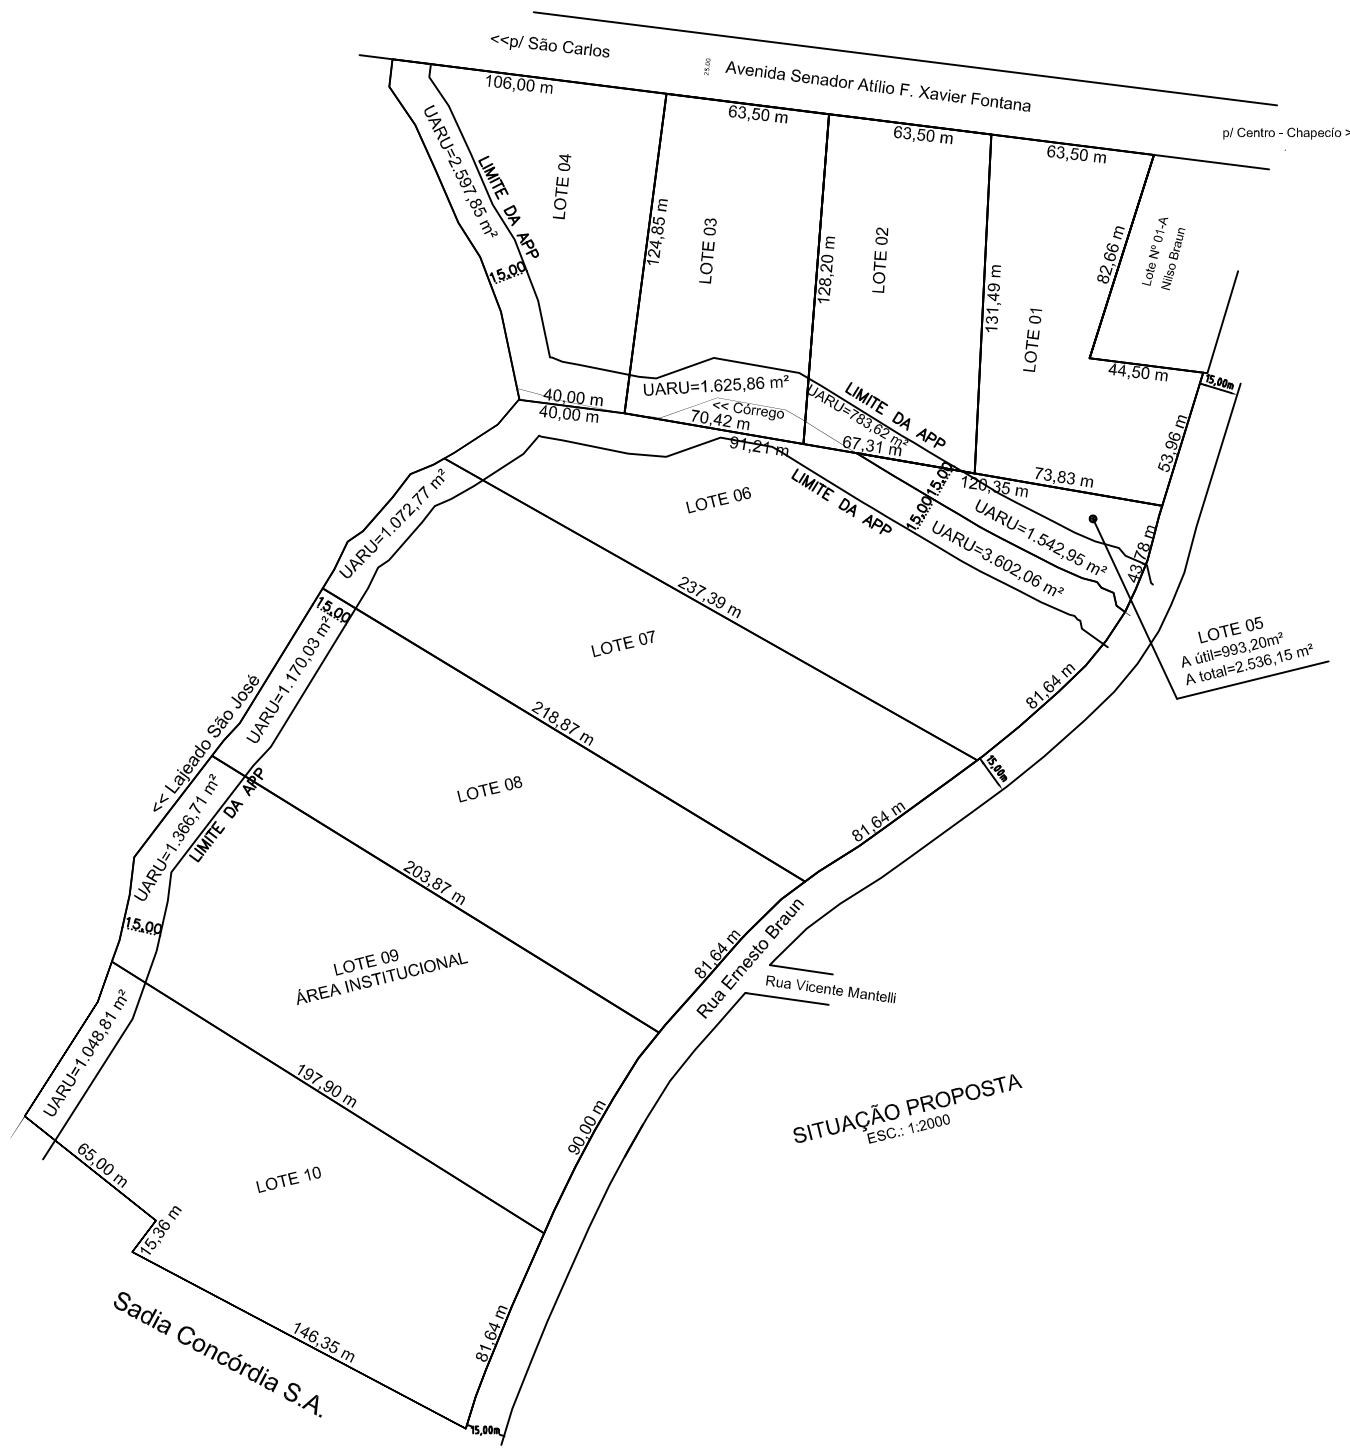 <<p/ São Carlos
25.00
Avenida Senador Atílio F. Xavier Fontana
p/ Centro - Chapecío >
106,00 m
63,50 m
63,50 m
63,50 m
UARU=2.597,85 m²
LIMITE DA APP
15.00
LOTE 04
124,85 m
LOTE 03
128,20 m
LOTE 02
131,49 m
LOTE 01
82,66 m
Lote Nº 01-A
Nilso Braun
44,50 m
15,00m
53,96 m
40,00 m
40,00 m
UARU=1.625,86 m²
<< Córrego
70,42 m
91,21 m
UARU=783,62 m²
LIMITE DA APP
67,31 m
73,83 m
120,35 m
15.00
15.00
LIMITE DA APP
UARU=1.542,95 m²
UARU=3.602,06 m²
43,78 m
LOTE 05
A útil=993,20m²
A total=2.536,15 m²
LOTE 06
UARU=1.072,77 m²
237,39 m
81,64 m
15.00
LOTE 07
UARU=1.170,03 m²
218,87 m
15,00m
81,64 m
<< Lajeado São José
LOTE 08
UARU=1.366,71 m²
LIMITE DA APP
203,87 m
81,64 m
Rua Ernesto Braun
Rua Vicente Mantelli
15.00
LOTE 09
ÁREA INSTITUCIONAL
UARU=1.048,81 m²
197,90 m
90,00 m
SITUAÇÃO PROPOSTA
ESC.: 1:2000
65,00 m
LOTE 10
15,36 m
146,35 m
81,64 m
Sadia Concórdia S.A.
15,00m